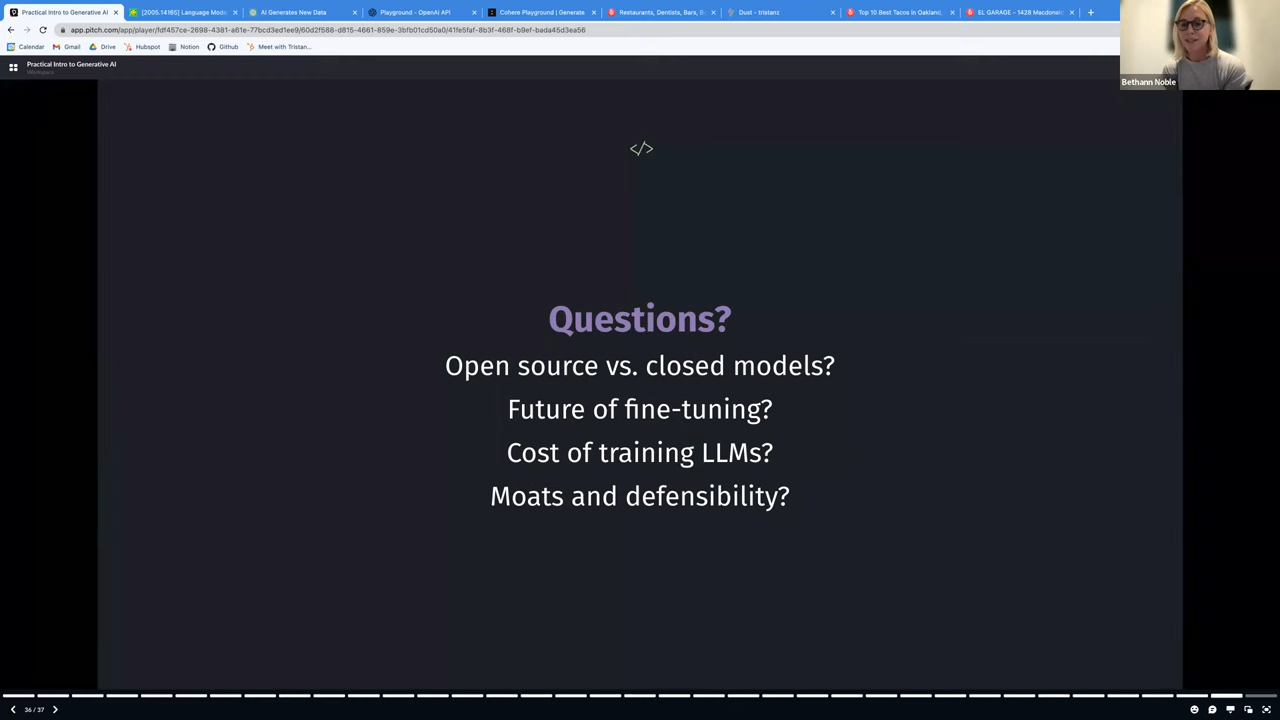 Practical Intro to Generative AI
[2005.14165] Language Mode
AI Generates New Data
Playground - OpenAI API
Cohere Playground | Generate
Restaurants, Dentists, Bars, Be
Dust - tristanz
Top 10 Best Tacos in Oakland,
EL GARAGE - 1428 Macdonald
app.pitch.com/app/player/fdf457ce-2698-4381-a61e-77bcd3ed1ee9/60d2f588-d815-4661-859e-3bfb01cd50a0/41fe5faf-8b3f-468f-b9ef-bada45d3ea56
Calendar
Gmail
Drive
Hubspot
Notion
Github
Meet with Tristan...
Practical Intro to Generative AI
Workspace
Bethann Noble
</>
Questions?
Open source vs. closed models?
Future of fine-tuning?
Cost of training LLMs?
Moats and defensibility?
36 / 37